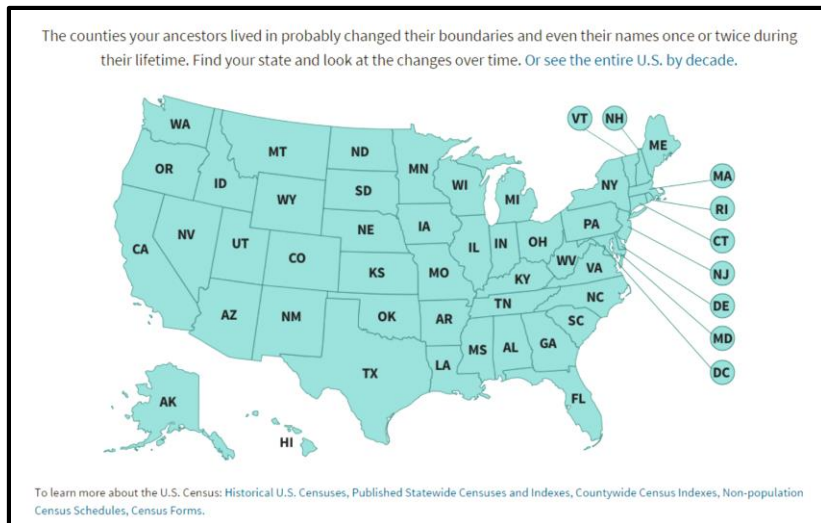 The counties your ancestors lived in probably changed their boundaries and even their names once or twice during
their lifetime. Find your state and look at the changes over time. Or see the entire U.S. by decade.
VT NH
WA
ME
MT ND
MN
OR
MA
ID
SD
WI
NY
MI
WY
RI
PA
IA
NE
NV
CT
IL IN OH
UT
CA
CO
WV
VA
NJ
KS
MO
KY
NC
DE
TN
AZ
NM
OK
AR
SC
MD
MS AL GA
LA
TX
DC
FL
AK
HI
To learn more about the U.S. Census: Historical U.S. Censuses, Published Statewide Censuses and Indexes, Countywide Census Indexes, Non-population
Census Schedules, Census Forms.